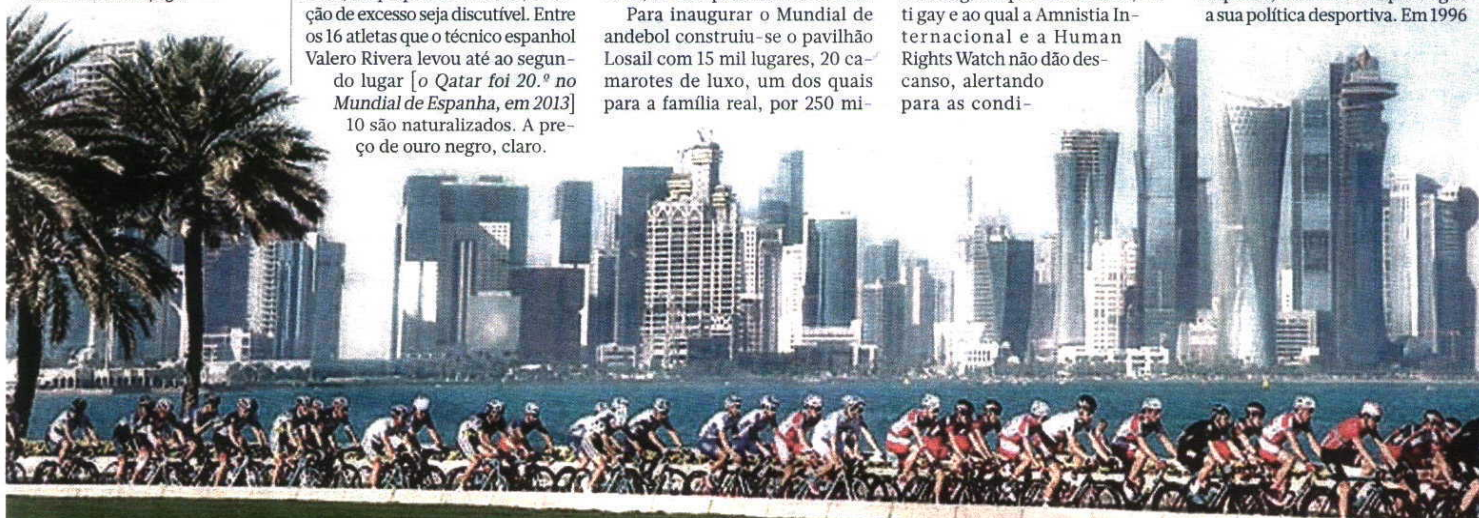 ção de excesso seja discutível. Entre
os 16 atletas que o técnico espanhol
Valero Rivera levou até ao segun-
do lugar [o Qatar foi 20.º no
Mundial de Espanha, em 2013]
10 são naturalizados. A pre-
ço de ouro negro, claro.
Para inaugurar o Mundial de
andebol construiu-se o pavilhão
Losail com 15 mil lugares, 20 ca-
marotes de luxo, um dos quais
para a família real, por 250 mi-
ti gay e ao qual a Amnistia In-
ternacional e a Human
Rights Watch não dão des-
canso, alertando
para as condi-
a sua política desportiva. Em 1996